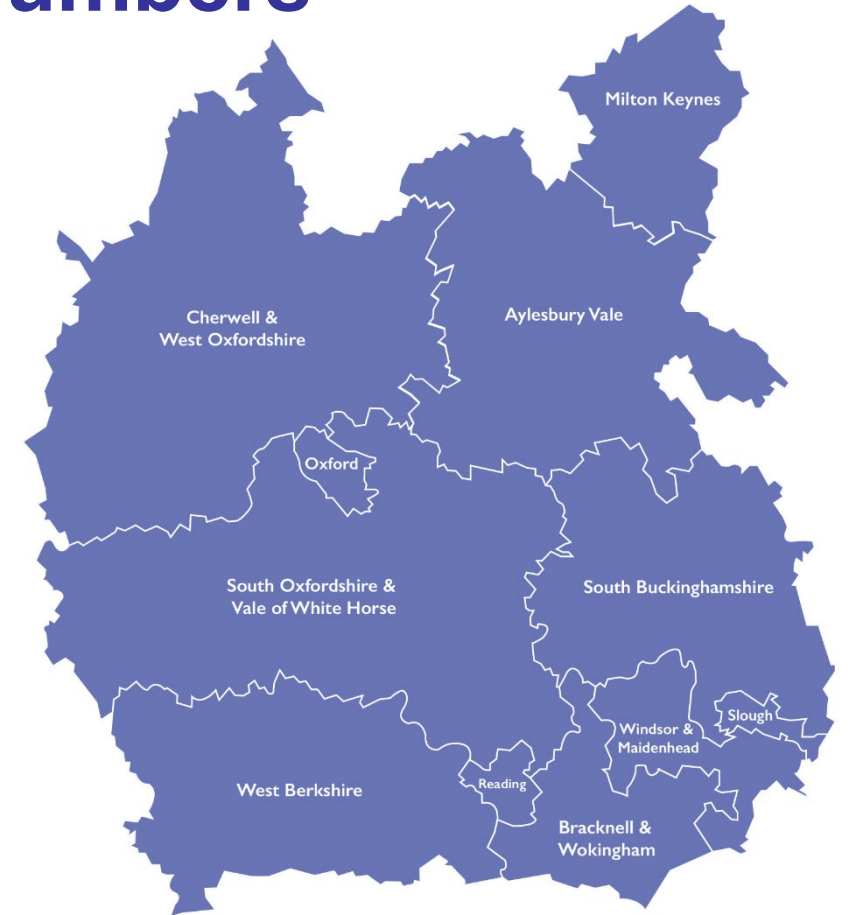 umbers
Milton Keynes
Cherwell &
West Oxfordshire
Aylesbury Vale
Oxford
South Oxfordshire &
Vale of White Horse
South Buckinghamshire
Slough
Windsor &
Maidenhead
Reading
West Berkshire
Bracknell &
Wokingham